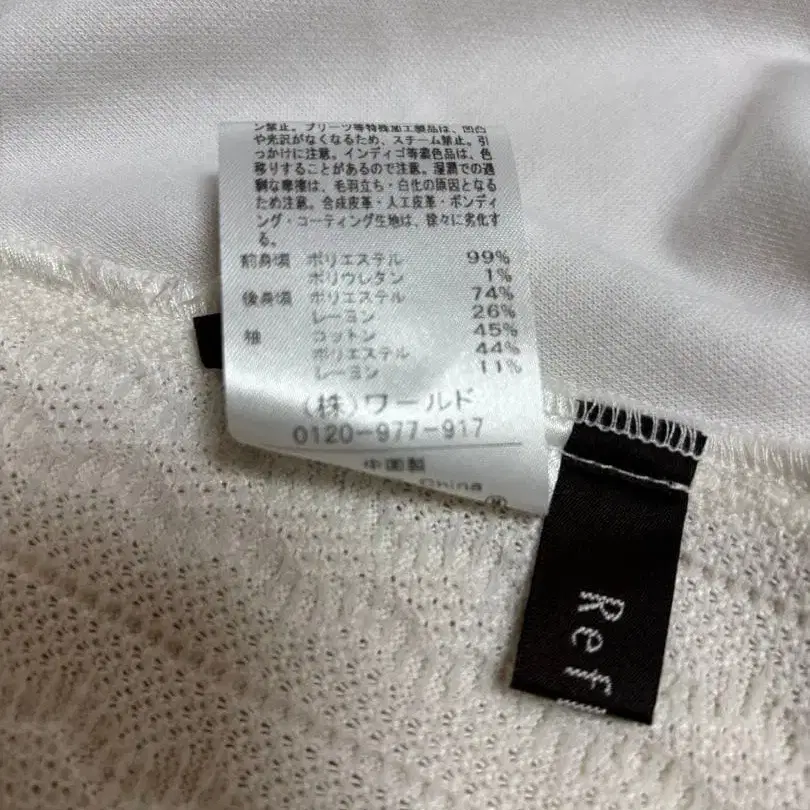 ン禁止。プリーツ等特殊加工製品は、凹凸
や光沢がなくなるため、スチーム禁止。引
っかけに注意。インディゴ等濃色品は、色
移りすることがあるので注意。湿潤での過
剰な摩擦は、毛羽立ち・白化の原因となる
ため注意。合成皮革・人工皮革・ボンディ
ング・コーティング生地は、徐々に劣化す
る。
前身頃 ポリエステル 99%
ポリウレタン 1%
後身頃 ポリエステル 74%
レーヨン 26%
袖 コットン 45%
ポリエステル 44%
レーヨン 11%
(株)ワールド
0120-977-917
中国製
China
Ref